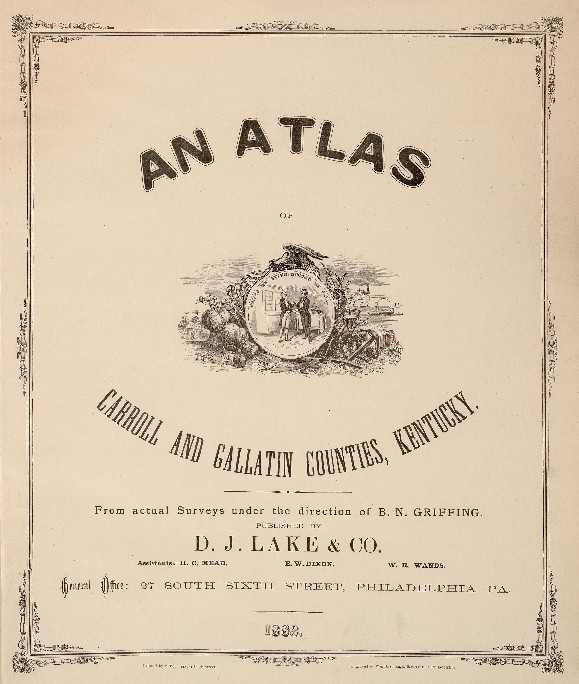 AN ATLAS
OF
CARROLL AND GALLATIN COUNTIES, KENTUCKY.
From actual Surveys under the direction of B. N. GRIFFING.
PUBLISHED BY
D. J. LAKE & CO.
Assistants: H. C. MEAD, E. W. DIXON, W. R. WANDS.
General Office: 27 SOUTH SIXTH STREET, PHILADELPHIA PA.